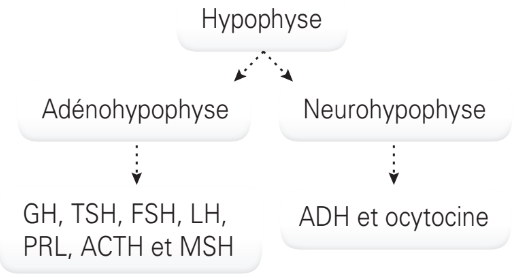 Hypophyse
Adénohypophyse
Neurohypophyse
GH, TSH, FSH, LH,
PRL, ACTH et MSH
ADH et ocytocine